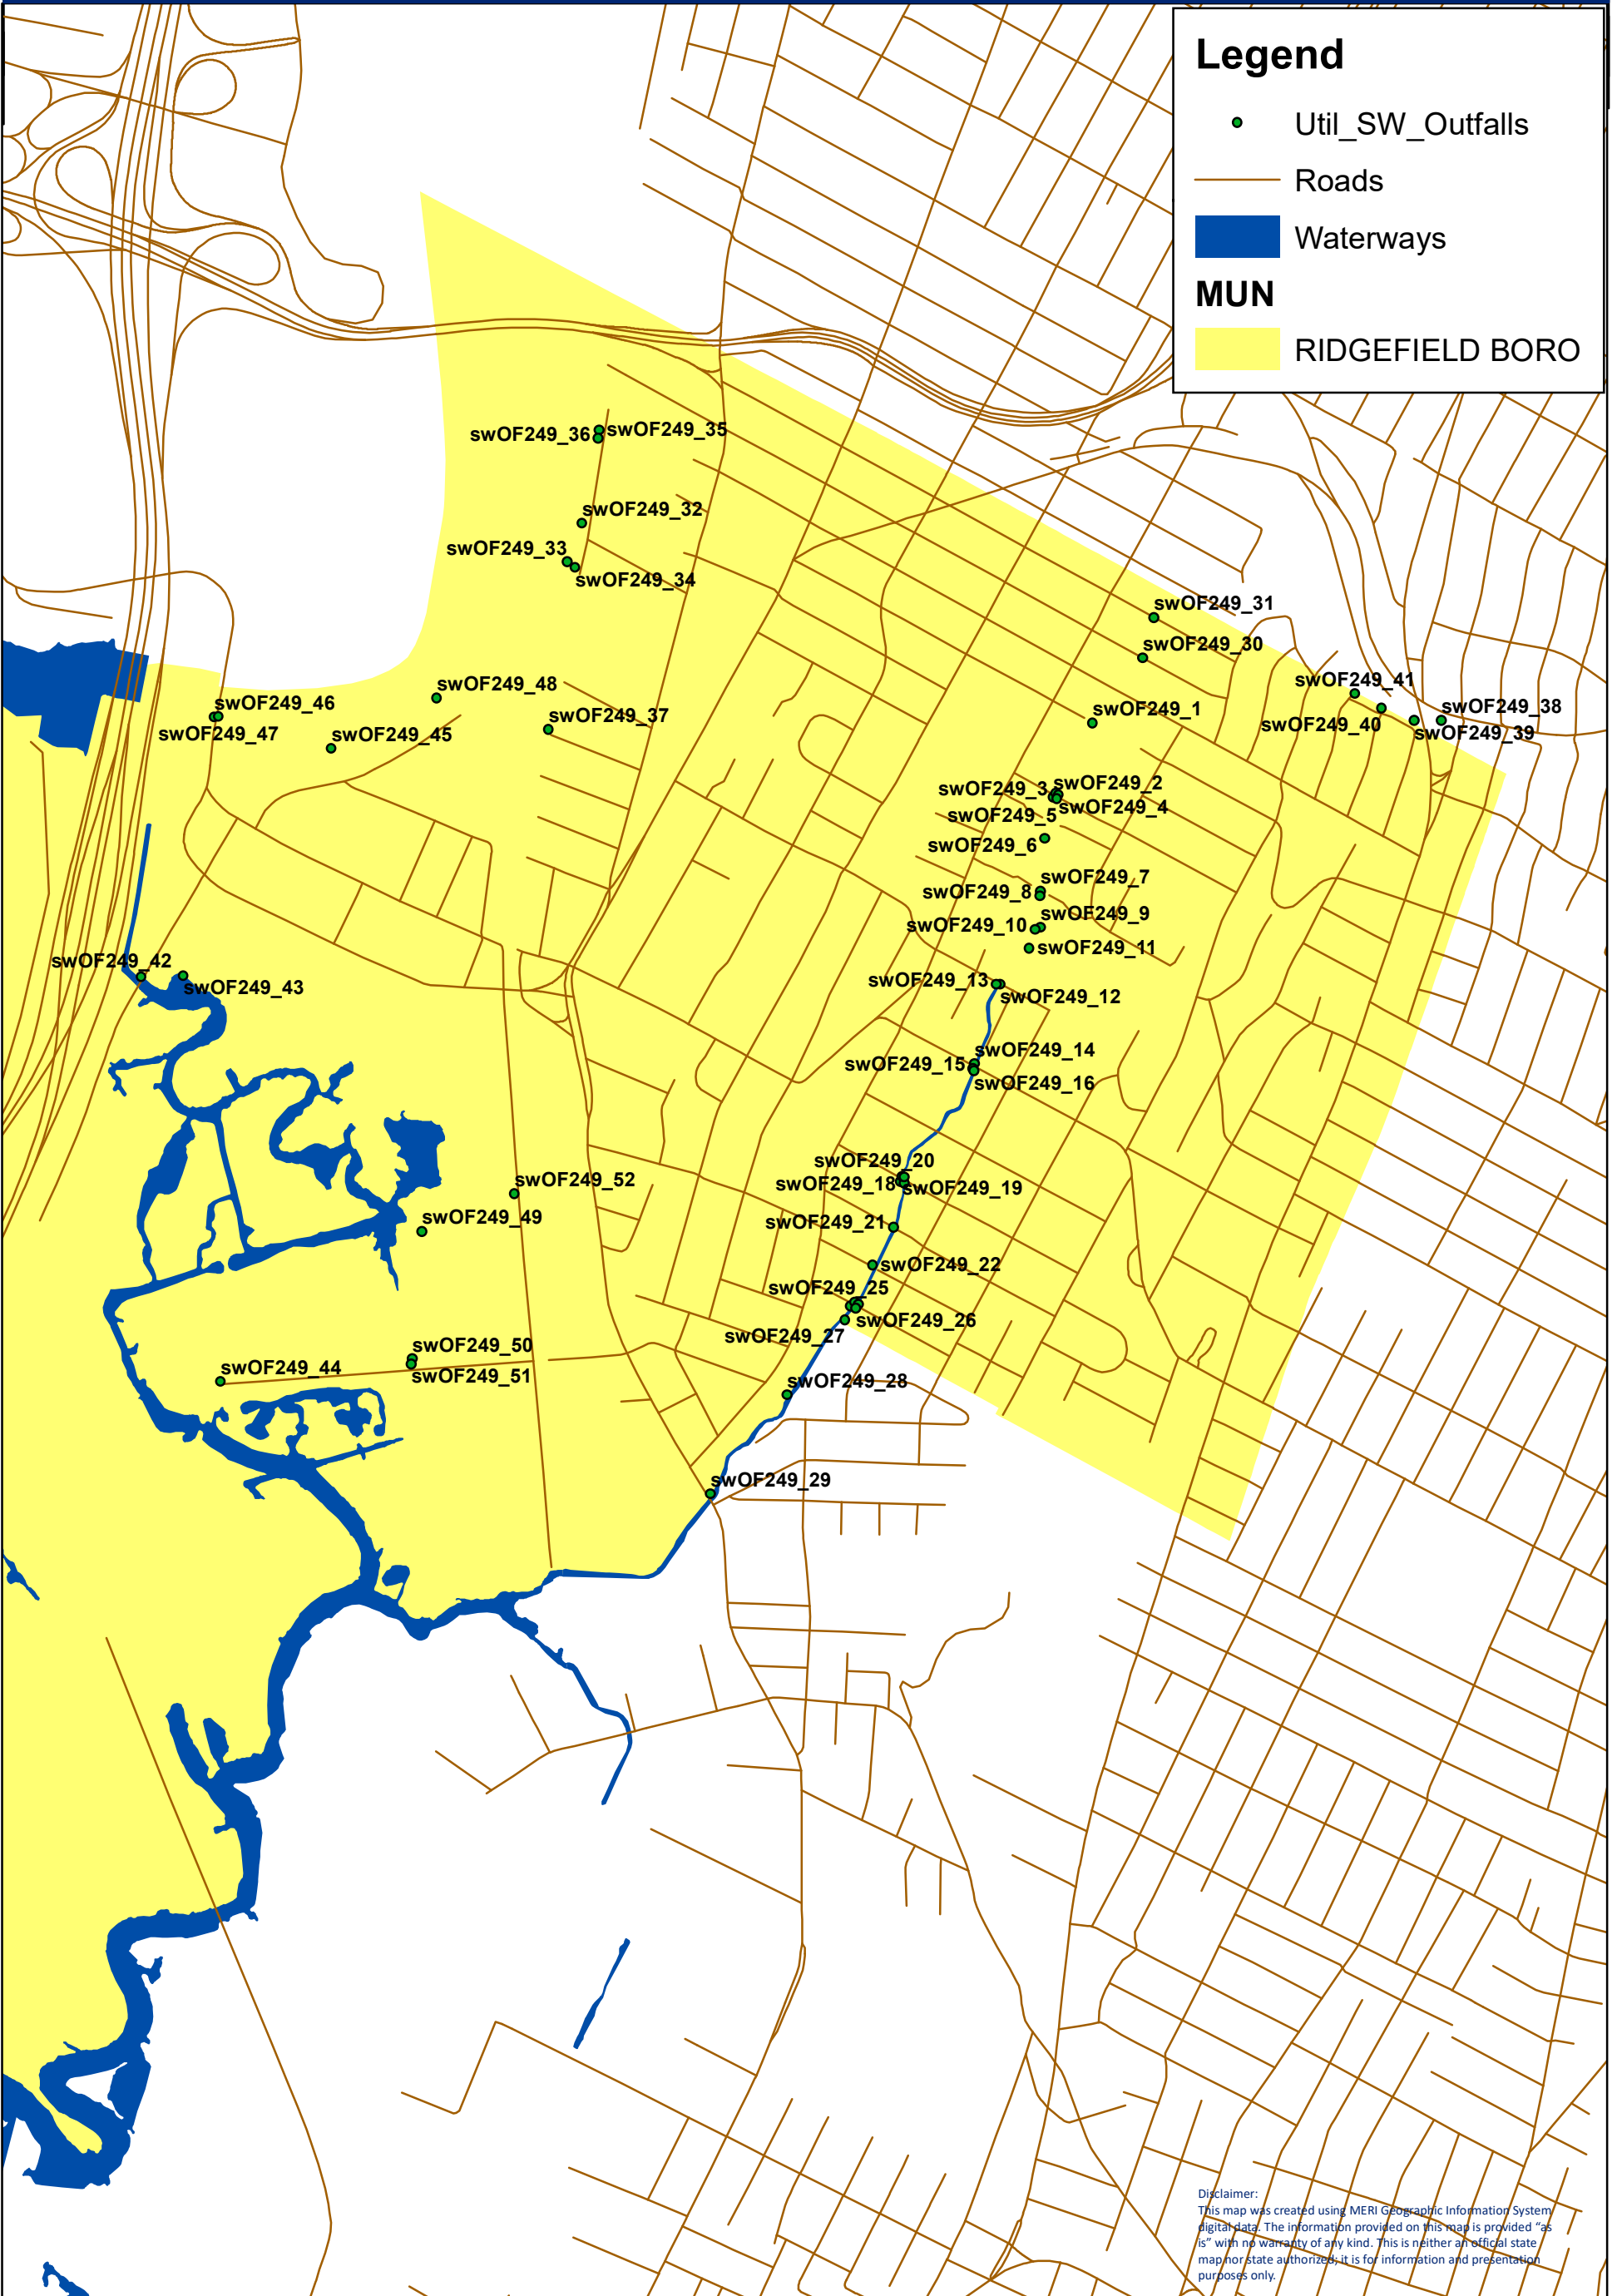 Legend
Util_SW_Outfalls
Roads
Waterways
MUN
RIDGEFIELD BORO
swOF249_36
swOF249_35
swOF249_32
swOF249_33
swOF249_34
swOF249_31
swOF249_30
swOF249_41
swOF249_48
swOF249_46
swOF249_37
swOF249_1
swOF249_38
swOF249_40
swOF249_39
swOF249_47
swOF249_45
swOF249_2
swOF249_3
swOF249_4
swOF249_5
swOF249_6
swOF249_7
swOF249_8
swOF249_9
swOF249_10
swOF249_11
swOF249_42
swOF249_43
swOF249_13
swOF249_12
swOF249_14
swOF249_15
swOF249_16
swOF249_20
swOF249_52
swOF249_18
swOF249_19
swOF249_49
swOF249_21
swOF249_22
swOF249_25
swOF249_26
swOF249_27
swOF249_50
swOF249_44
swOF249_51
swOF249_28
swOF249_29
Disclaimer:
This map was created using MERI Geographic Information System
digital data. The information provided on this map is provided “as
is” with no warranty of any kind. This is neither an official state
map nor state authorized; it is for information and presentation
purposes only.